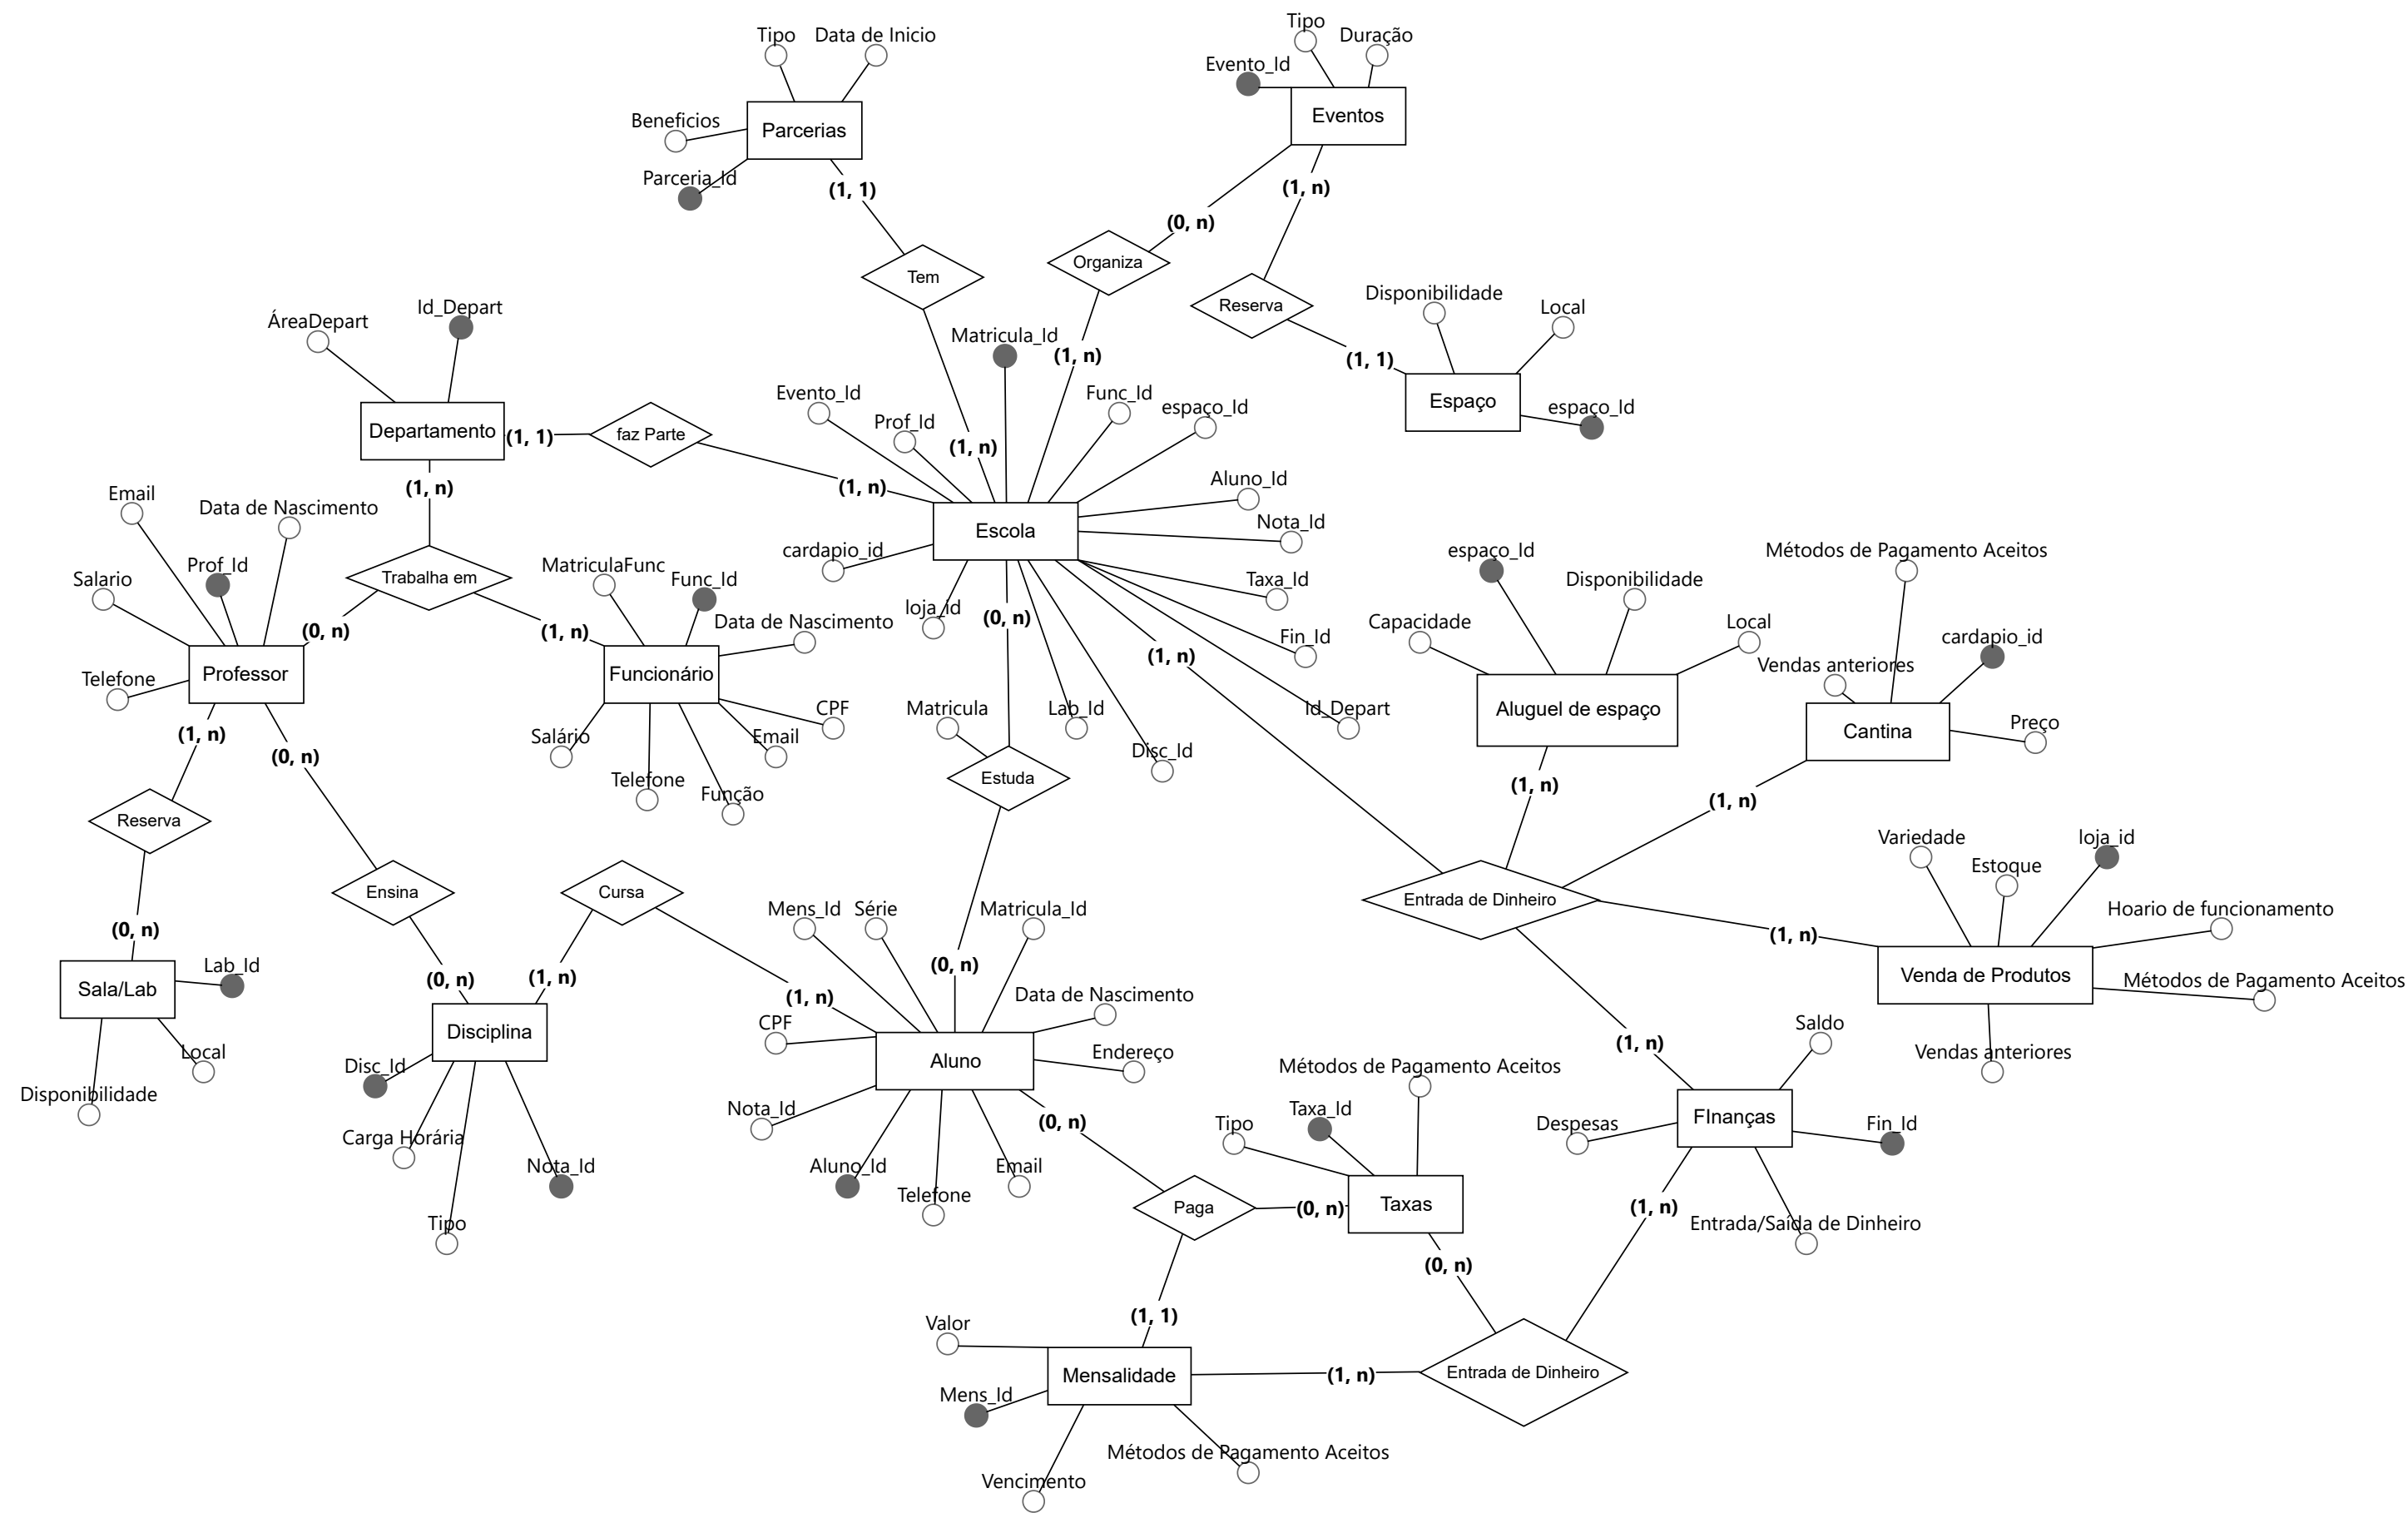 Tipo
Data de Inicio
Beneficios
Parcerias
Parceria_Id
(1, 1)
Tem
(1, n)
Tipo
Duração
Evento_Id
Eventos
(0, n)
(1, n)
Organiza
(1, n)
Reserva
(1, 1)
Disponibilidade
Local
Espaço
espaço_Id
ÁreaDepart
Id_Depart
Departamento
(1, 1)
faz Parte
(1, n)
(1, n)
Matricula_Id
Evento_Id
Prof_Id
Func_Id
espaço_Id
Aluno_Id
Nota_Id
Escola
cardapio_id
loja_id
(0, n)
Taxa_Id
Fin_Id
(1, n)
Id_Depart
Lab_Id
Disc_Id
Email
Data de Nascimento
Salario
Prof_Id
Telefone
Professor
Trabalha em
(0, n)
(1, n)
MatriculaFunc
Func_Id
Data de Nascimento
Funcionário
CPF
Email
Salário
Telefone
Função
(1, n)
(0, n)
Reserva
(0, n)
Sala/Lab
Lab_Id
Local
Disponibilidade
Ensina
(0, n)
Cursa
(1, n)
(1, n)
Disciplina
Disc_Id
Carga Horária
Tipo
Nota_Id
Matricula
Estuda
(0, n)
Mens_Id
Série
Matricula_Id
CPF
Data de Nascimento
Aluno
Endereço
Nota_Id
Aluno_Id
Telefone
Email
(0, n)
Paga
(0, n)
(1, 1)
espaço_Id
Disponibilidade
Capacidade
Local
Aluguel de espaço
(1, n)
Métodos de Pagamento Aceitos
cardapio_id
Vendas anteriores
Preço
Cantina
(1, n)
Entrada de Dinheiro
(1, n)
(1, n)
Variedade
Estoque
loja_id
Hoario de funcionamento
Venda de Produtos
Métodos de Pagamento Aceitos
Vendas anteriores
Saldo
Despesas
FInanças
Fin_Id
Entrada/Saída de Dinheiro
(1, n)
Métodos de Pagamento Aceitos
Taxa_Id
Tipo
Taxas
(0, n)
Entrada de Dinheiro
(1, n)
Valor
Mensalidade
Mens_Id
Métodos de Pagamento Aceitos
Vencimento